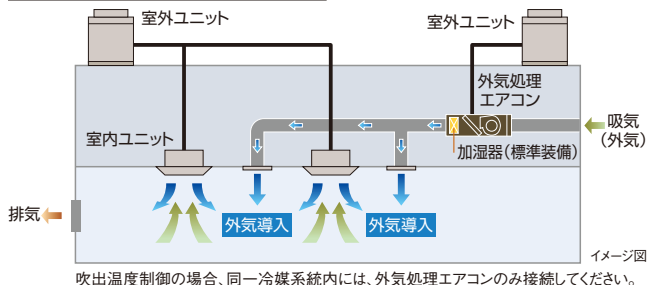 室外ユニット
室外ユニット
外気処理
エアコン
吸気
(外気)
室内ユニット
加湿器(標準装備)
排気
外気導入
外気導入
イメージ図
吹出温度制御の場合、同一冷媒系統内には、外気処理エアコンのみ接続してください。